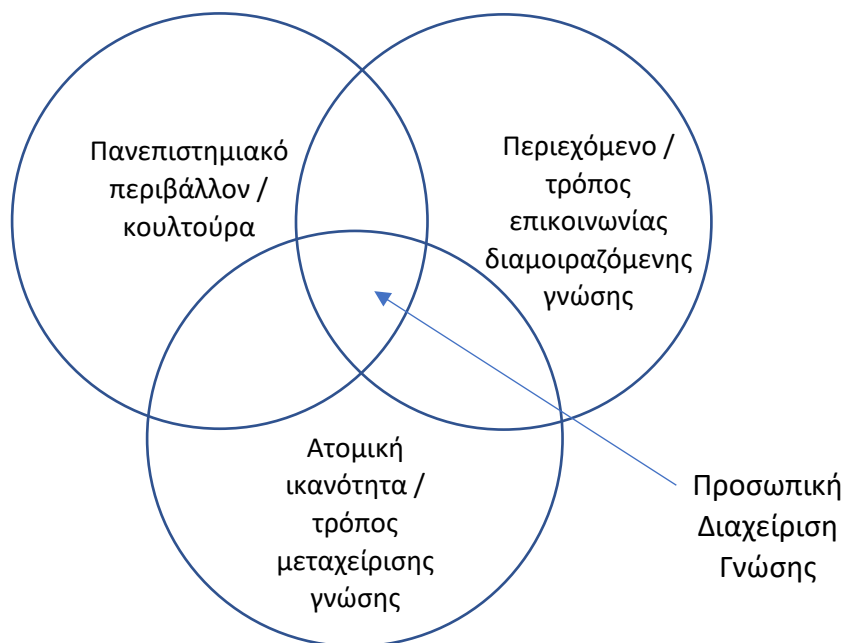 Πανεπιστημιακό
περιβάλλον /
κουλτούρα
Περιεχόμενο /
τρόπος
επικοινωνίας
διαμοιραζόμενης
γνώσης
Ατομική
ικανότητα /
τρόπος
μεταχείρισης
γνώσης
Προσωπική
Διαχείριση
Γνώσης